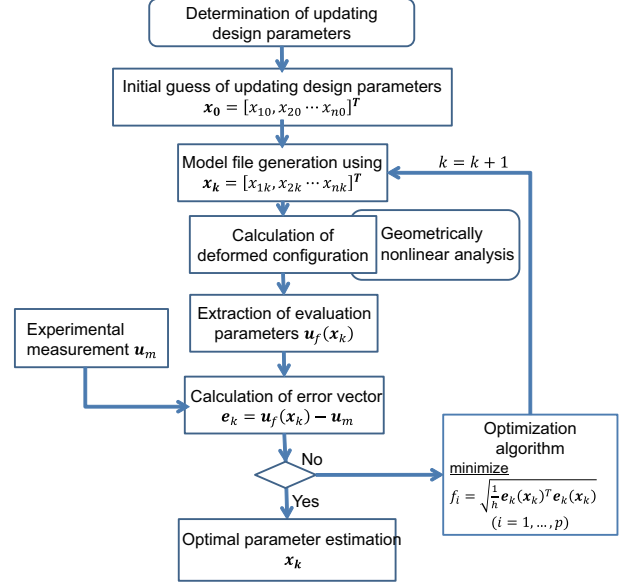 Determination of updating
design parameters
Initial guess of updating design parameters
𝒙₀ = [x₁₀, x₂₀ ⋯ xₙ₀]ᵀ
Model file generation using
𝒙ₖ = [x₁ₖ, x₂ₖ ⋯ xₙₖ]ᵀ
k = k + 1
Calculation of
deformed configuration
Geometrically
nonlinear analysis
Extraction of evaluation
parameters 𝒖_f(𝒙ₖ)
Experimental
measurement 𝒖ₘ
Calculation of error vector
𝒆ₖ = 𝒖_f(𝒙ₖ) − 𝒖ₘ
No
Yes
Optimization
algorithm
minimize
fᵢ = √(1/h 𝒆ₖ(𝒙ₖ)ᵀ𝒆ₖ(𝒙ₖ))
(i = 1, …, p)
Optimal parameter estimation
𝒙ₖ